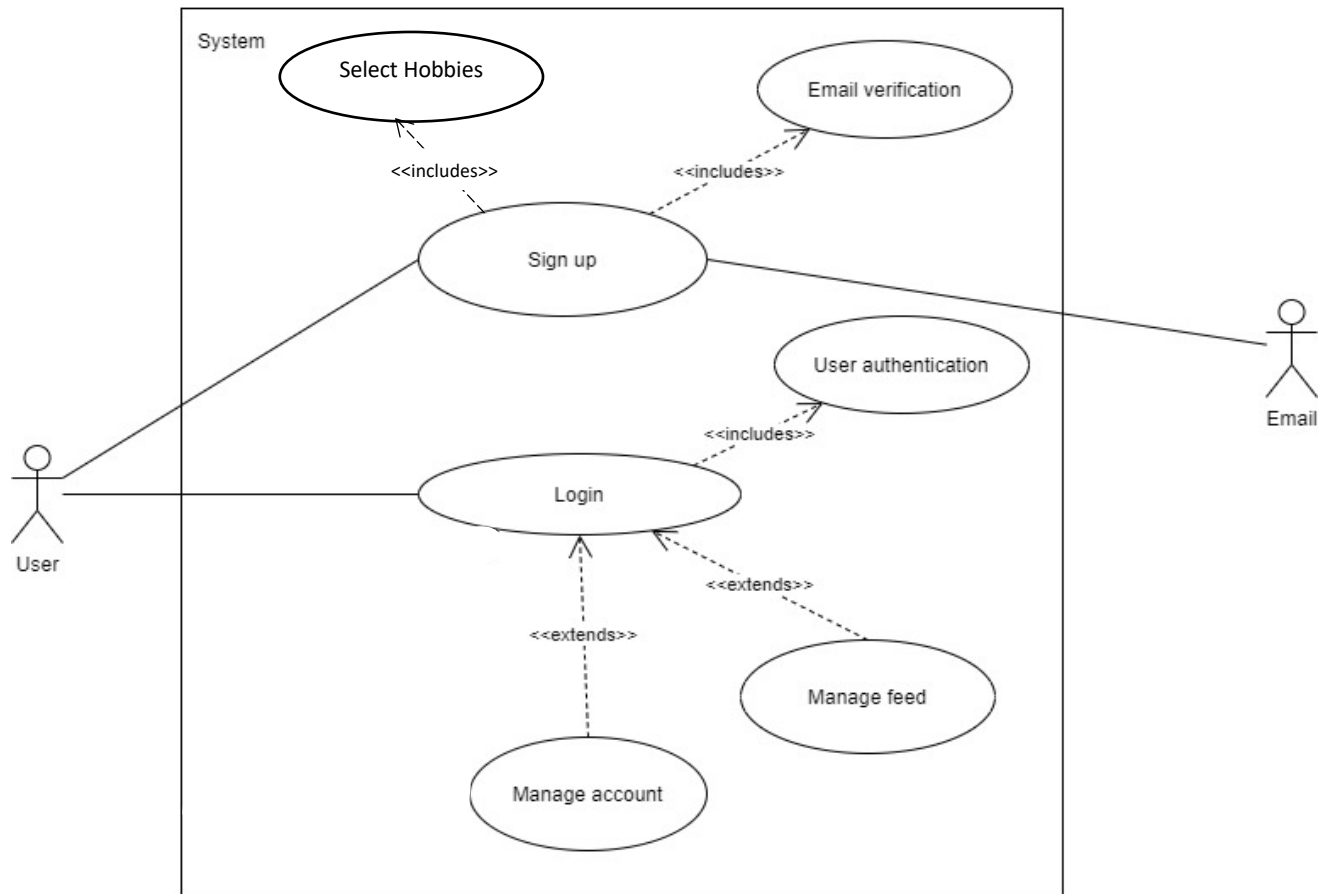 System
Select Hobbies
Email verification
<<includes>>
<<includes>>
Sign up
User authentication
<<includes>>
Email
Login
User
<<extends>>
<<extends>>
Manage feed
Manage account